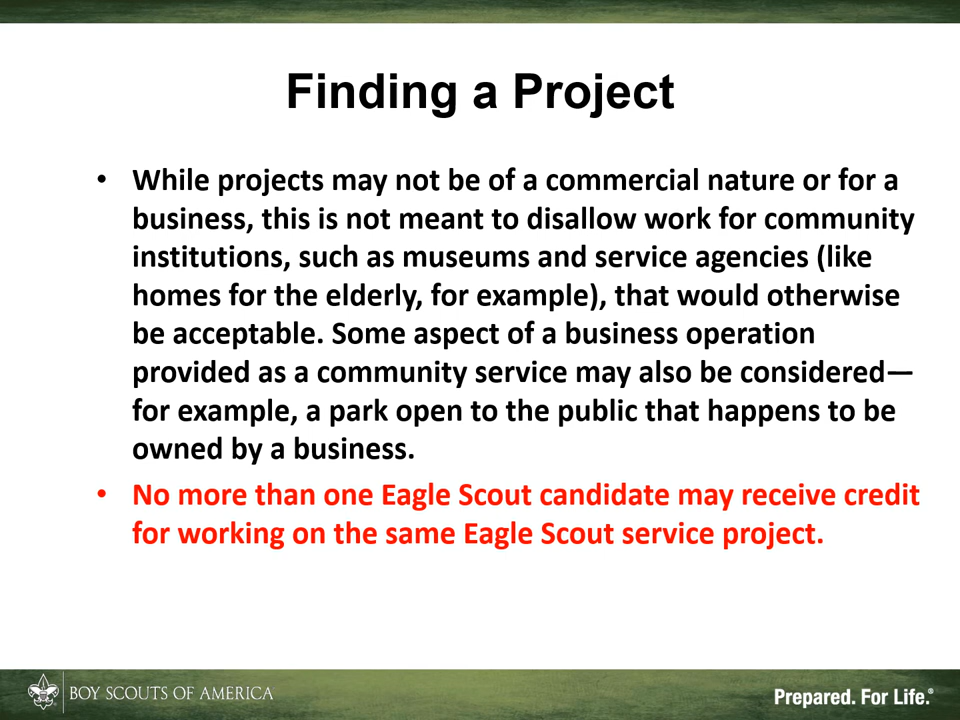 Finding a Project
• While projects may not be of a commercial nature or for a
business, this is not meant to disallow work for community
institutions, such as museums and service agencies (like
homes for the elderly, for example), that would otherwise
be acceptable. Some aspect of a business operation
provided as a community service may also be considered—
for example, a park open to the public that happens to be
owned by a business.
• No more than one Eagle Scout candidate may receive credit
for working on the same Eagle Scout service project.
BOY SCOUTS OF AMERICA
Prepared. For Life.®